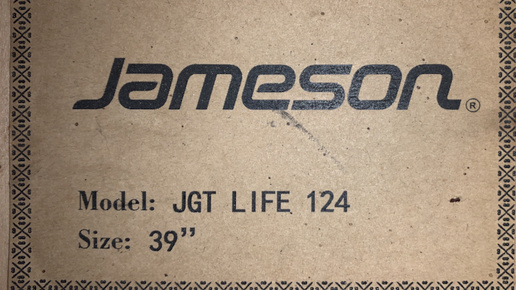 Jameson®
Model: JGT LIFE 124
Size: 39”